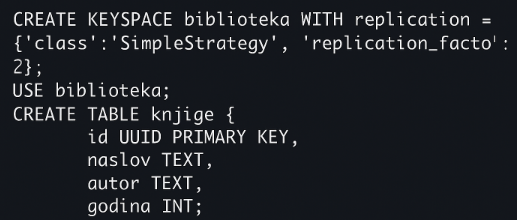 CREATE KEYSPACE biblioteka WITH replication =
{'class':'SimpleStrategy', 'replication_facto':
2};
USE biblioteka;
CREATE TABLE knjige {
id UUID PRIMARY KEY,
naslov TEXT,
autor TEXT,
godina INT;